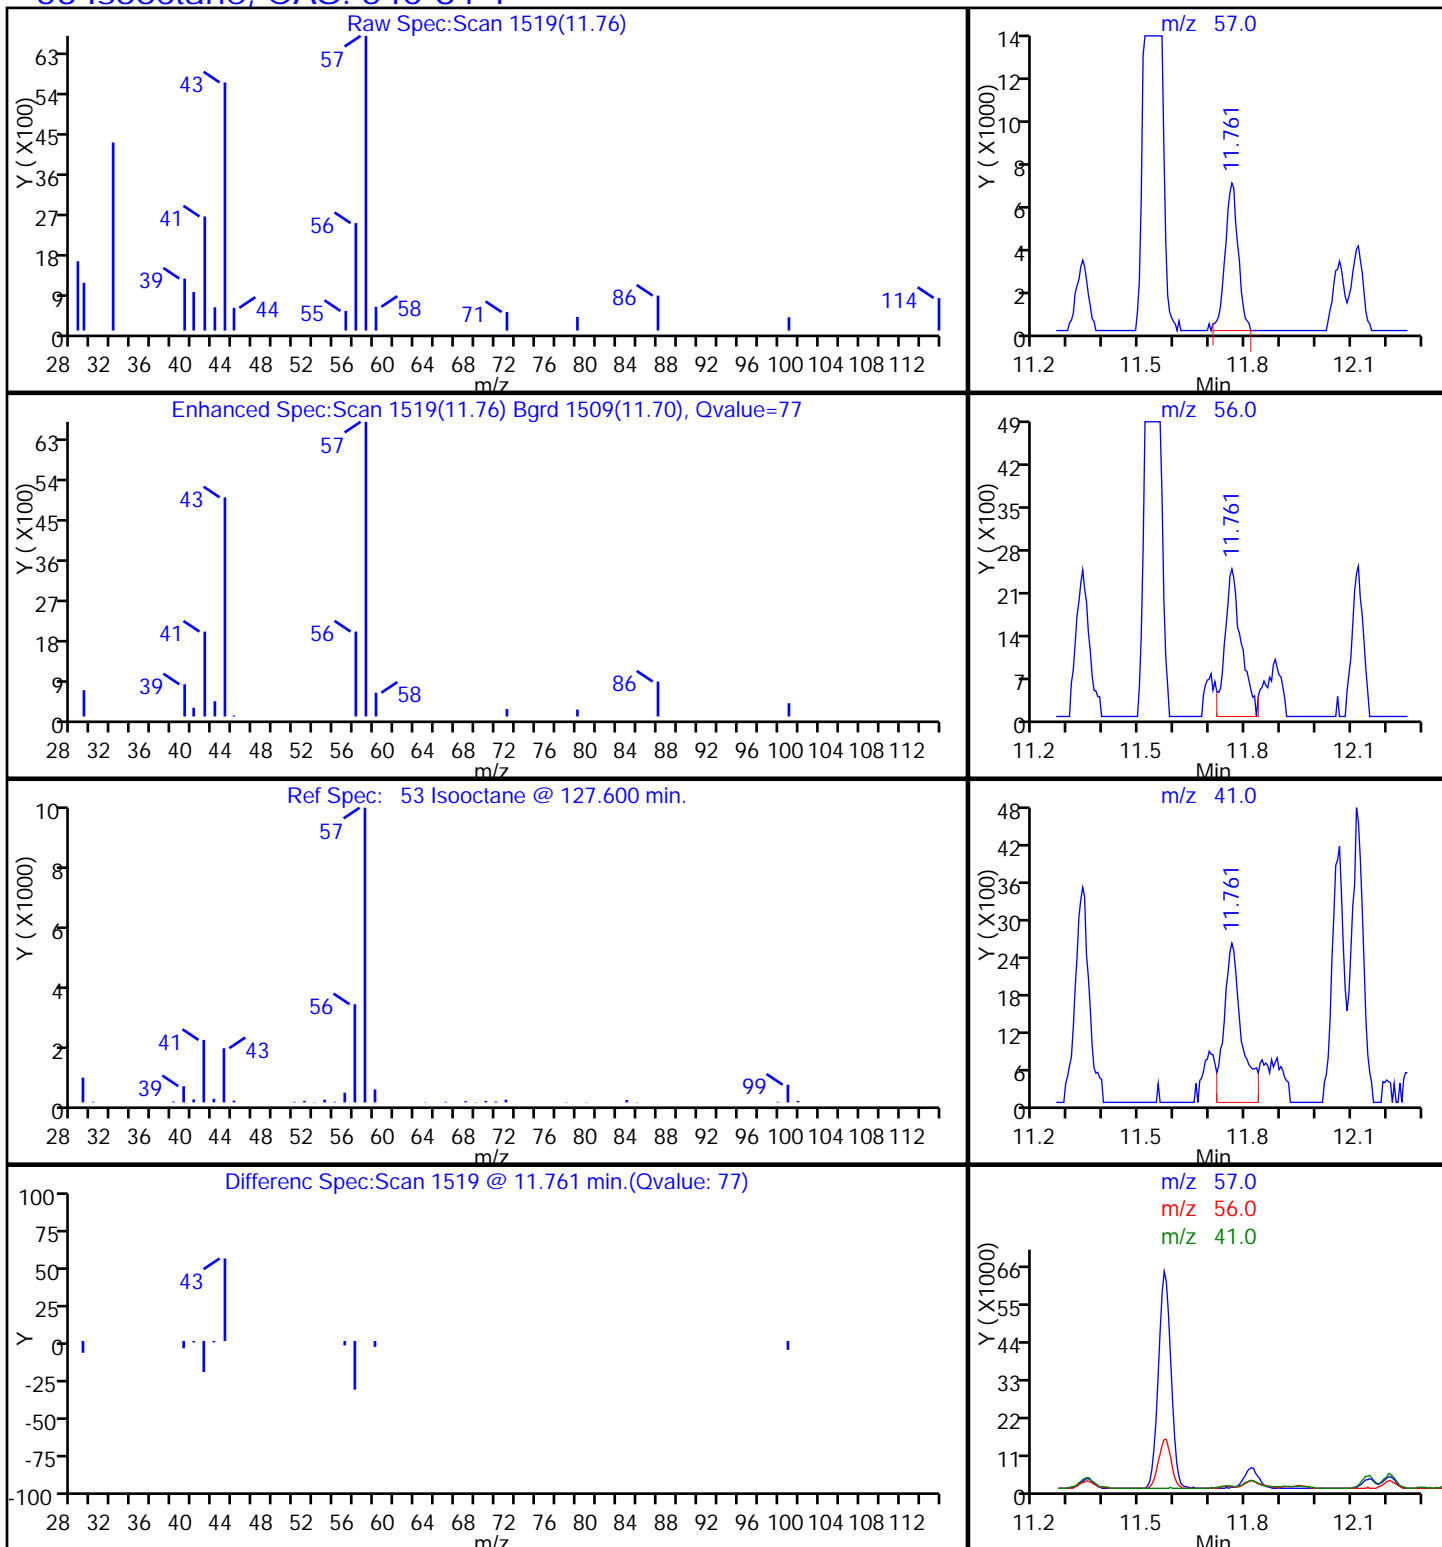 Raw Spec:Scan 1519(11.76)
Y ( X100)
63
54
45
36
27
18
9
0
57
43
41
56
39
44
55
58
71
86
114
28 32 36 40 44 48 52 56 60 64 68 72 76 80 84 88 92 96 100 104 108 112
m/z
m/z 57.0
Y ( X1000)
14
12
10
8
6
4
2
0
11.761
11.2 11.5 11.8 12.1
Min
Enhanced Spec:Scan 1519(11.76) Bgrd 1509(11.70), Qvalue=77
Y ( X100)
63
54
45
36
27
18
9
0
57
43
41
56
39
58
86
28 32 36 40 44 48 52 56 60 64 68 72 76 80 84 88 92 96 100 104 108 112
m/z
m/z 56.0
Y ( X100)
49
42
35
28
21
14
7
0
11.761
11.2 11.5 11.8 12.1
Min
Ref Spec: 53 Isooctane @ 127.600 min.
Y ( X1000)
10
8
6
4
2
0
57
56
41
43
39
99
28 32 36 40 44 48 52 56 60 64 68 72 76 80 84 88 92 96 100 104 108 112
m/z
m/z 41.0
Y ( X100)
48
42
36
30
24
18
12
6
0
11.761
11.2 11.5 11.8 12.1
Min
Differenc Spec:Scan 1519 @ 11.761 min.(Qvalue: 77)
Y
100
75
50
25
0
-25
-50
-75
-100
43
28 32 36 40 44 48 52 56 60 64 68 72 76 80 84 88 92 96 100 104 108 112
m/z
m/z 57.0
m/z 56.0
m/z 41.0
Y ( X1000)
66
55
44
33
22
11
0
11.2 11.5 11.8 12.1
Min